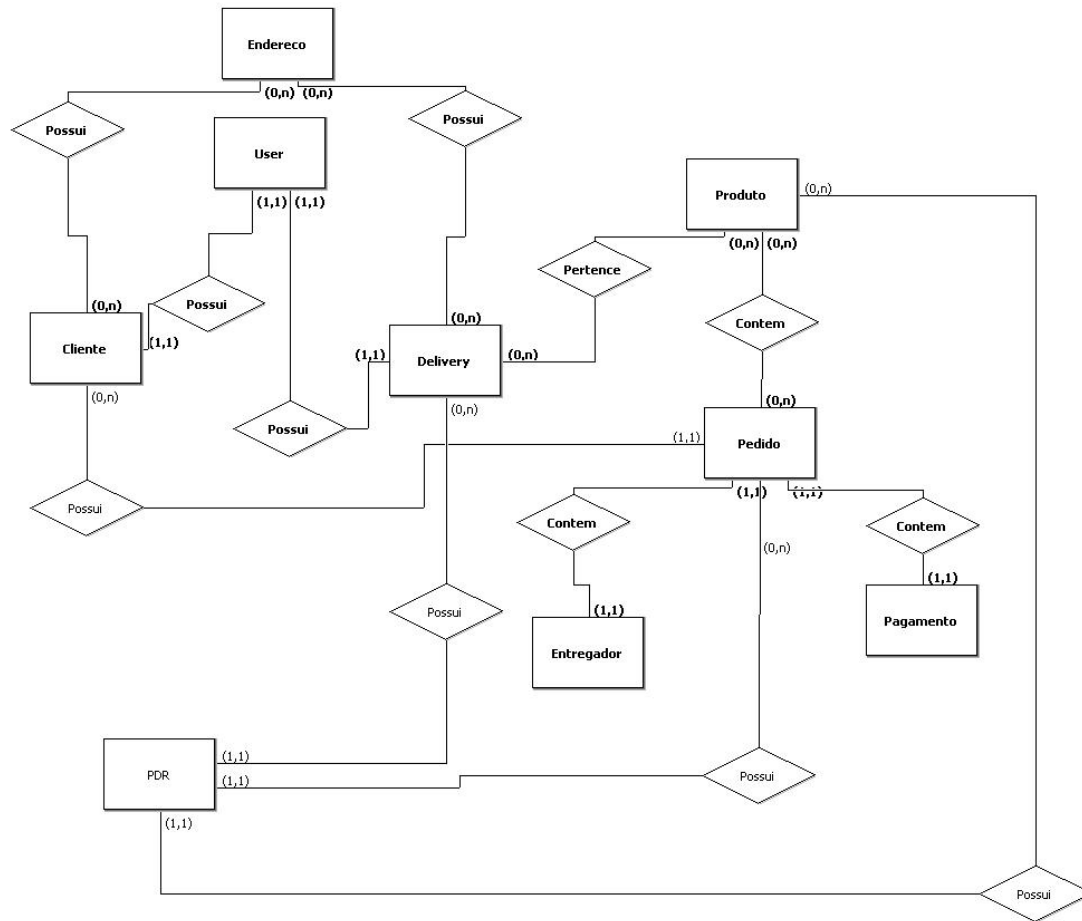 Endereco
(0,n) (0,n)
Possui
Possui
User
(1,1) (1,1)
Produto
(0,n)
(0,n) (0,n)
Pertence
Possui
(0,n)
Contem
(0,n)
Cliente
(1,1)
(1,1)
Delivery
(0,n)
(0,n)
(0,n)
(0,n)
Possui
(1,1)
Pedido
(1,1) (1,1)
Possui
Contem
Contem
(0,n)
(1,1)
Pagamento
Possui
(1,1)
Entregador
PDR
(1,1)
(1,1)
Possui
(1,1)
Possui